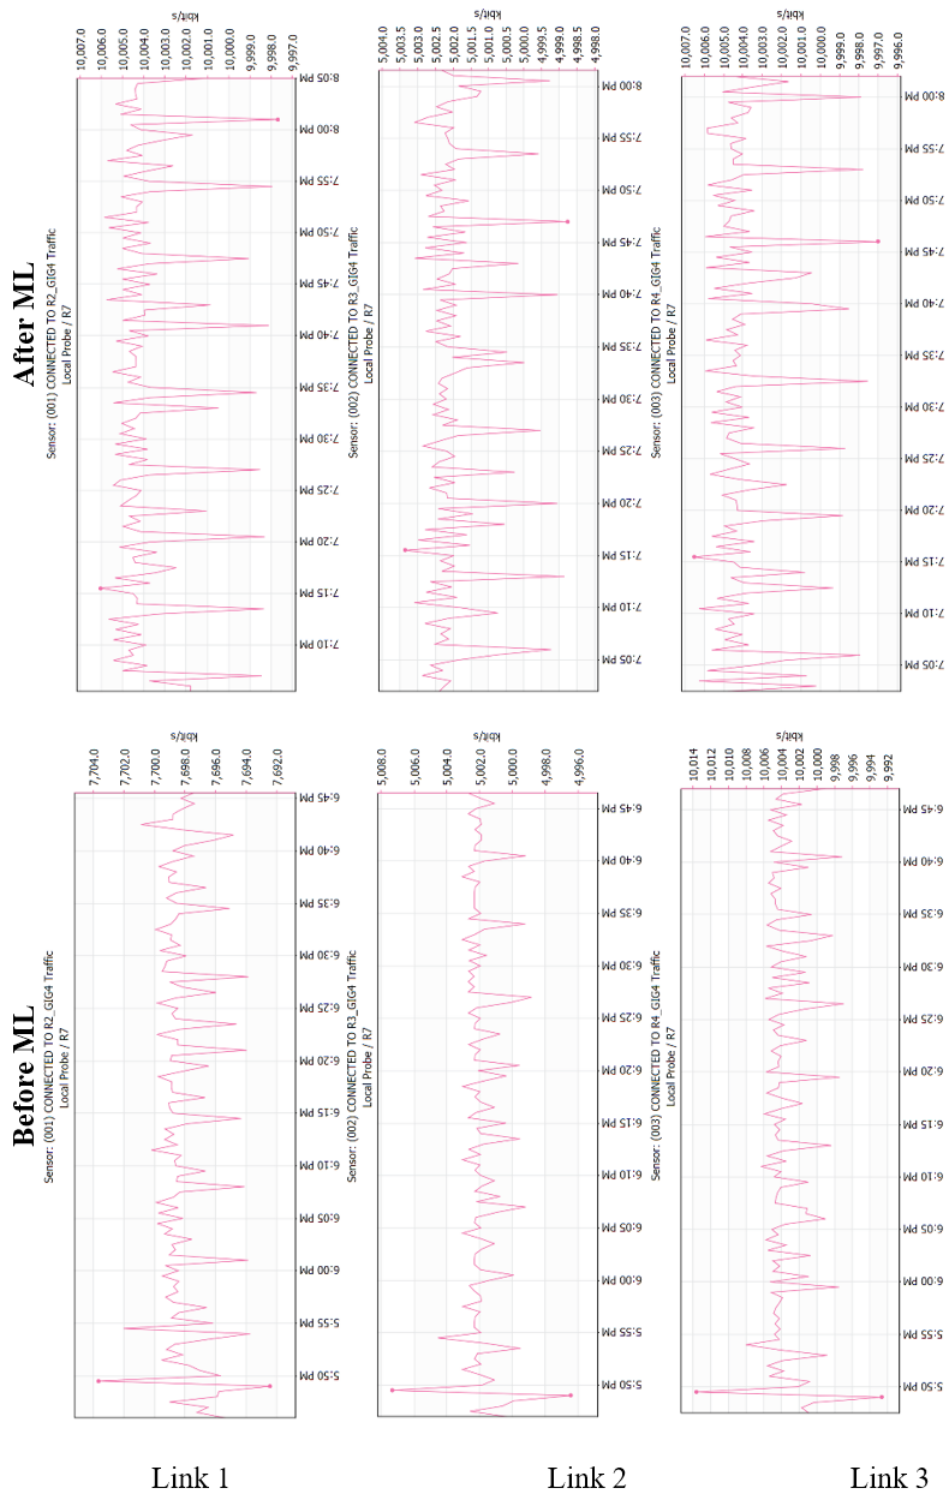 After ML
Sensor: (001) CONNECTED TO R2_GIG4 Traffic
Local Probe / R7
kbit/s
10,007.0
10,006.0
10,005.0
10,004.0
10,003.0
10,002.0
10,001.0
10,000.0
9,999.0
9,998.0
9,997.0
8:05 PM
8:00 PM
7:55 PM
7:50 PM
7:45 PM
7:40 PM
7:35 PM
7:30 PM
7:25 PM
7:20 PM
7:15 PM
7:10 PM
Sensor: (002) CONNECTED TO R3_GIG4 Traffic
Local Probe / R7
kbit/s
5,004.0
5,003.5
5,003.0
5,002.5
5,002.0
5,001.5
5,001.0
5,000.5
5,000.0
4,999.5
4,999.0
4,998.5
4,998.0
8:00 PM
7:55 PM
7:50 PM
7:45 PM
7:40 PM
7:35 PM
7:30 PM
7:25 PM
7:20 PM
7:15 PM
7:10 PM
7:05 PM
Sensor: (003) CONNECTED TO R4_GIG4 Traffic
Local Probe / R7
kbit/s
10,007.0
10,006.0
10,005.0
10,004.0
10,003.0
10,002.0
10,001.0
10,000.0
9,999.0
9,998.0
9,997.0
9,996.0
8:00 PM
7:55 PM
7:50 PM
7:45 PM
7:40 PM
7:35 PM
7:30 PM
7:25 PM
7:20 PM
7:15 PM
7:10 PM
7:05 PM
Before ML
Sensor: (001) CONNECTED TO R2_GIG4 Traffic
Local Probe / R7
kbit/s
7,704.0
7,702.0
7,700.0
7,698.0
7,696.0
7,694.0
7,692.0
6:45 PM
6:40 PM
6:35 PM
6:30 PM
6:25 PM
6:20 PM
6:15 PM
6:10 PM
6:05 PM
6:00 PM
5:55 PM
5:50 PM
Sensor: (002) CONNECTED TO R3_GIG4 Traffic
Local Probe / R7
kbit/s
5,008.0
5,006.0
5,004.0
5,002.0
5,000.0
4,998.0
4,996.0
6:45 PM
6:40 PM
6:35 PM
6:30 PM
6:25 PM
6:20 PM
6:15 PM
6:10 PM
6:05 PM
6:00 PM
5:55 PM
5:50 PM
Sensor: (003) CONNECTED TO R4_GIG4 Traffic
Local Probe / R7
kbit/s
10,014
10,012
10,010
10,008
10,006
10,004
10,002
10,000
9,998
9,996
9,994
9,992
6:45 PM
6:40 PM
6:35 PM
6:30 PM
6:25 PM
6:20 PM
6:15 PM
6:10 PM
6:05 PM
6:00 PM
5:55 PM
5:50 PM
Link 1
Link 2
Link 3